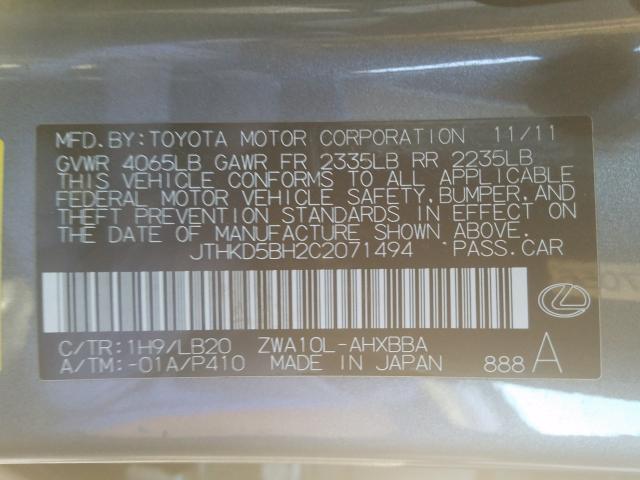 MFD.BY:TOYOTA MOTOR CORPORATION 11/11
GVWR 4065LB GAWR FR 2335LB RR 2235LB
THIS VEHICLE CONFORMS TO ALL APPLICABLE
FEDERAL MOTOR VEHICLE SAFETY,BUMPER,AND
THEFT PREVENTION STANDARDS IN EFFECT ON
THE DATE OF MANUFACTURE SHOWN ABOVE.
JTHKD5BH2C2071494 PASS.CAR
C/TR:1H9/LB20 ZWA10L-AHXBBA
A/TM:-01A/P410 MADE IN JAPAN 888 A